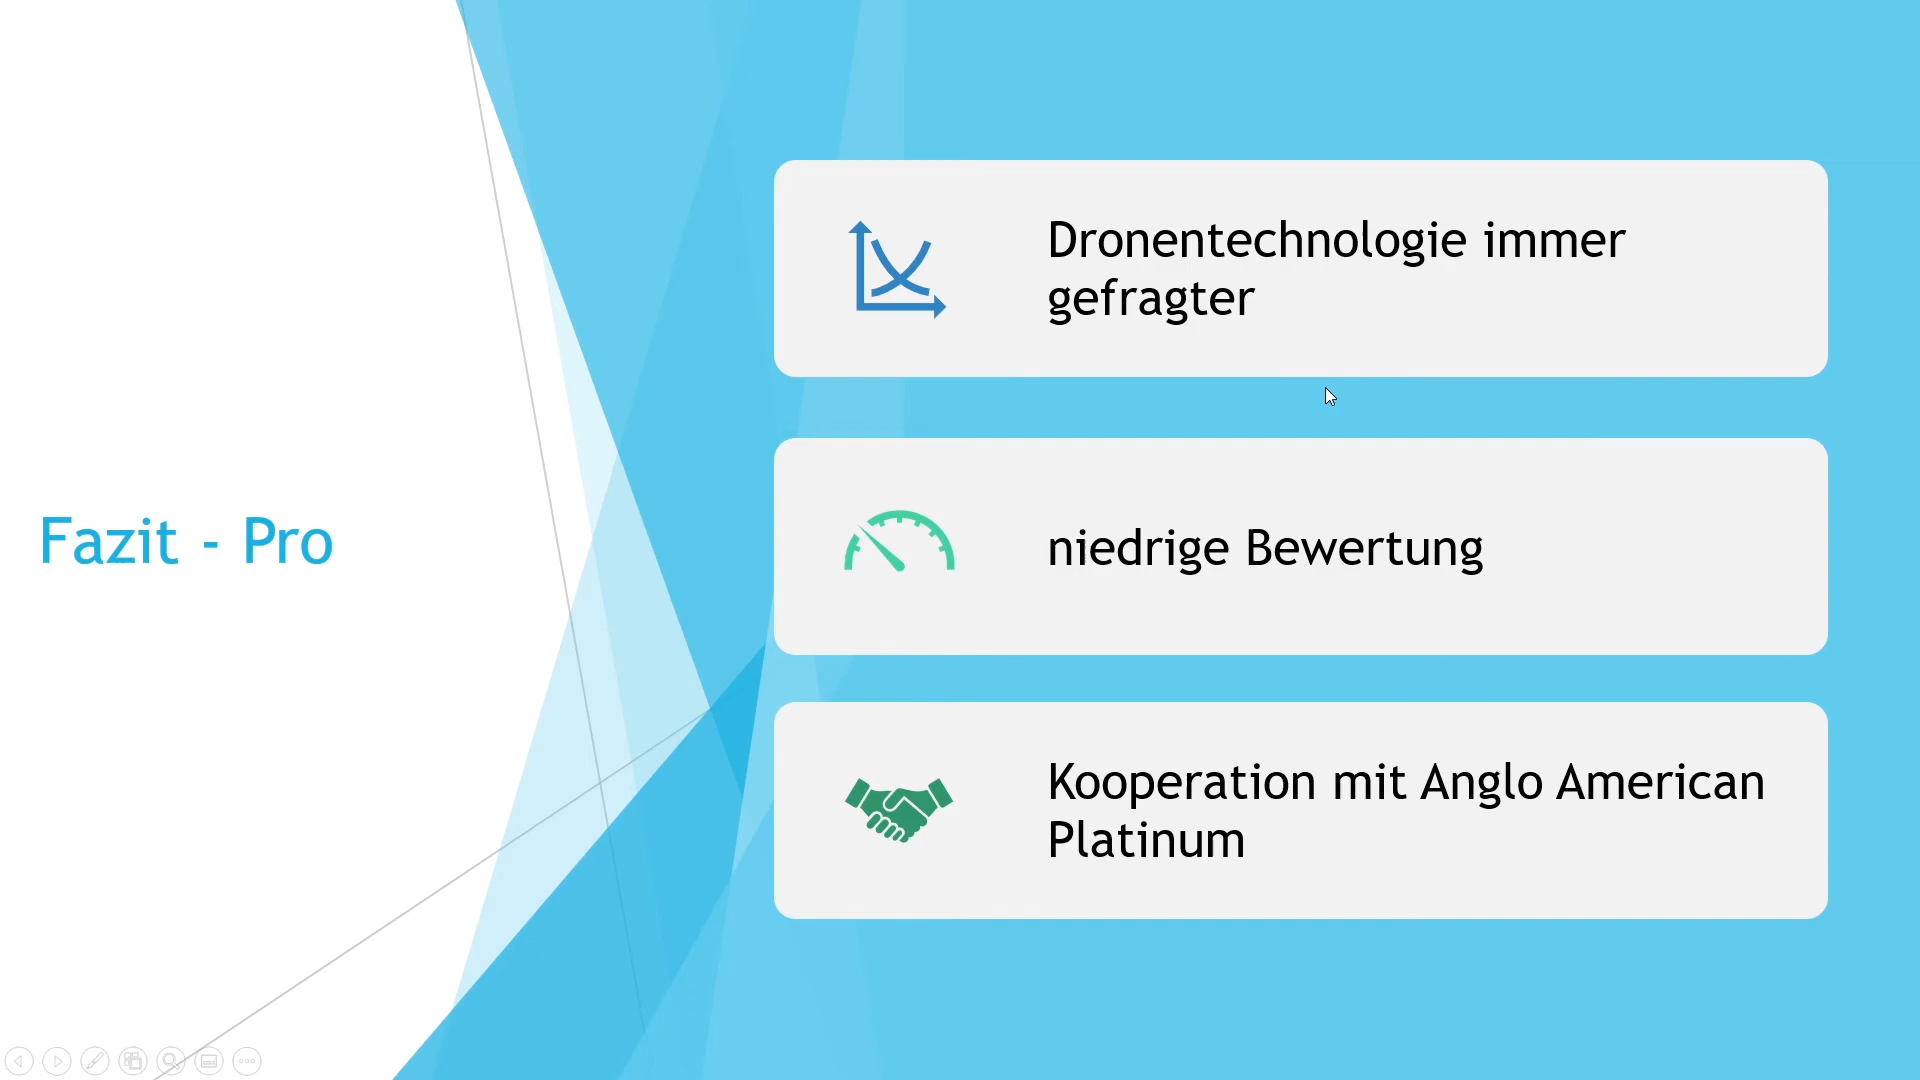 Fazit - Pro
Dronentechnologie immer
gefragter
niedrige Bewertung
Kooperation mit Anglo American
Platinum